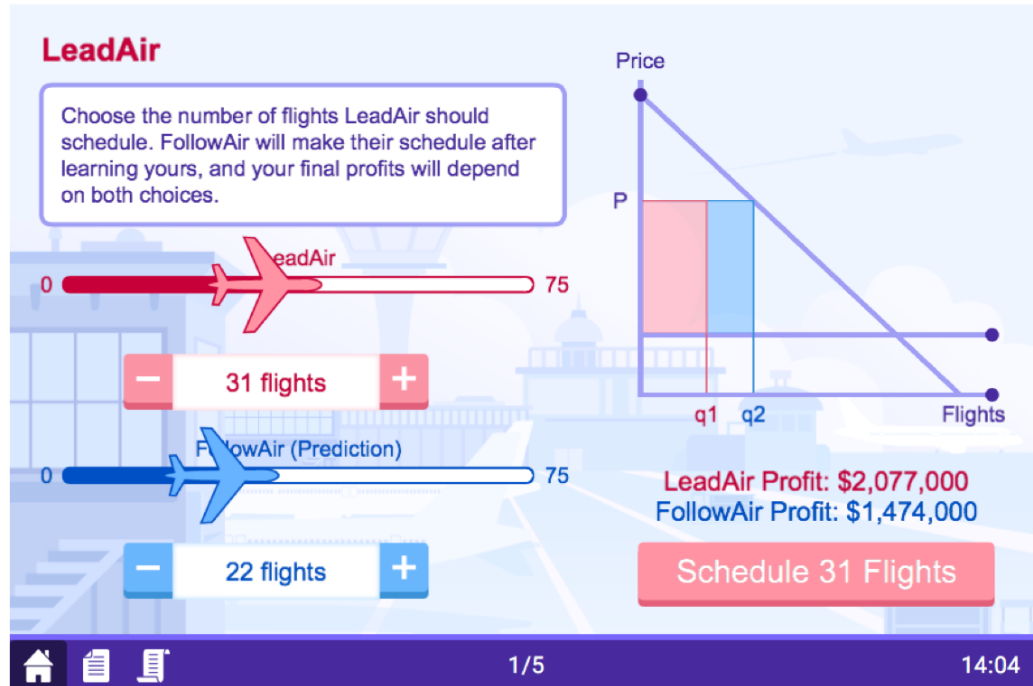 LeadAir
Choose the number of flights LeadAir should
schedule. FollowAir will make their schedule after
learning yours, and your final profits will depend
on both choices.
eadAir
0
75
− 31 flights +
F lowAir (Prediction)
0
75
− 22 flights +
Price
P
q1 q2
Flights
LeadAir Profit: $2,077,000
FollowAir Profit: $1,474,000
Schedule 31 Flights
1/5
14:04